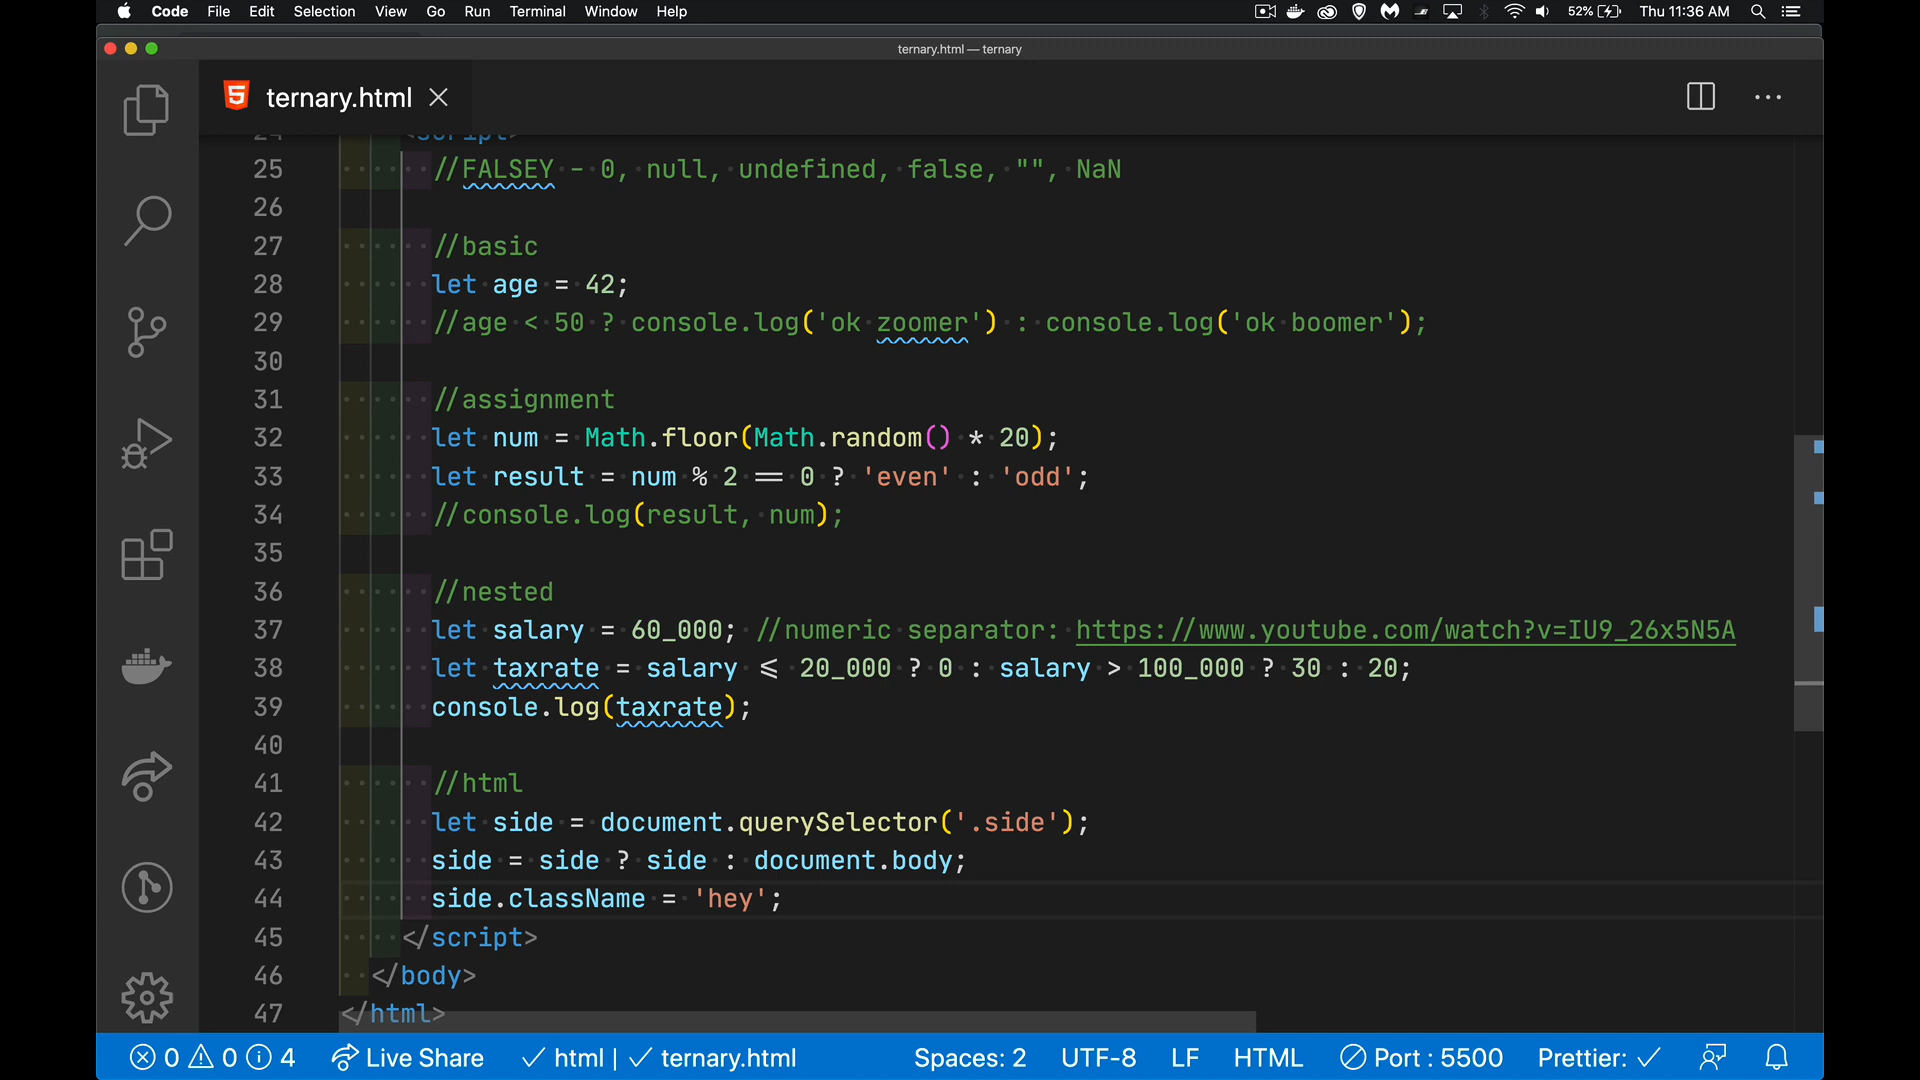 Code File Edit Selection View Go Run Terminal Window Help 52% Thu 11:36 AM
ternary.html — ternary
ternary.html
24 <script>
25 //FALSEY - 0, null, undefined, false, "", NaN
26
27 //basic
28 let age = 42;
29 //age < 50 ? console.log('ok zoomer') : console.log('ok boomer');
30
31 //assignment
32 let num = Math.floor(Math.random() * 20);
33 let result = num % 2 == 0 ? 'even' : 'odd';
34 //console.log(result, num);
35
36 //nested
37 let salary = 60_000; //numeric separator: https://www.youtube.com/watch?v=IU9_26x5N5A
38 let taxrate = salary <= 20_000 ? 0 : salary > 100_000 ? 30 : 20;
39 console.log(taxrate);
40
41 //html
42 let side = document.querySelector('.side');
43 side = side ? side : document.body;
44 side.className = 'hey';
45 </script>
46 </body>
47 </html>
0 0 4 Live Share html | ternary.html Spaces: 2 UTF-8 LF HTML Port : 5500 Prettier: